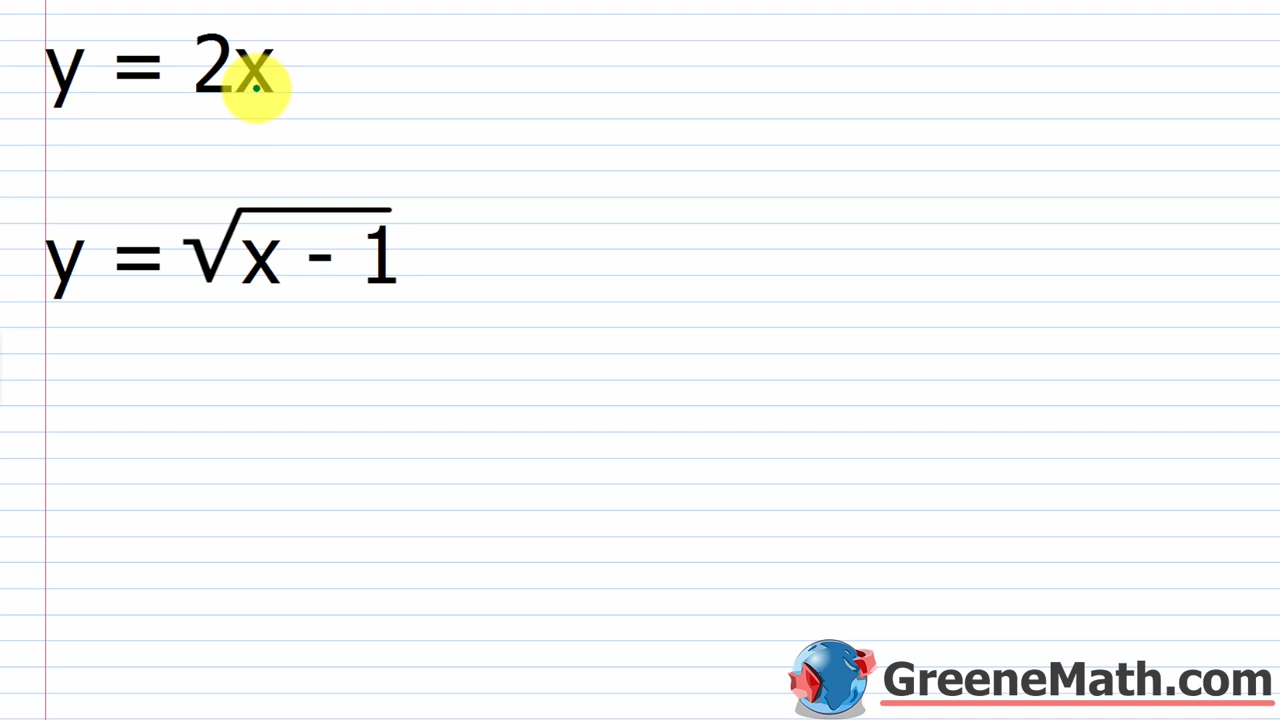 y = 2x
y = √x - 1
GreeneMath.com